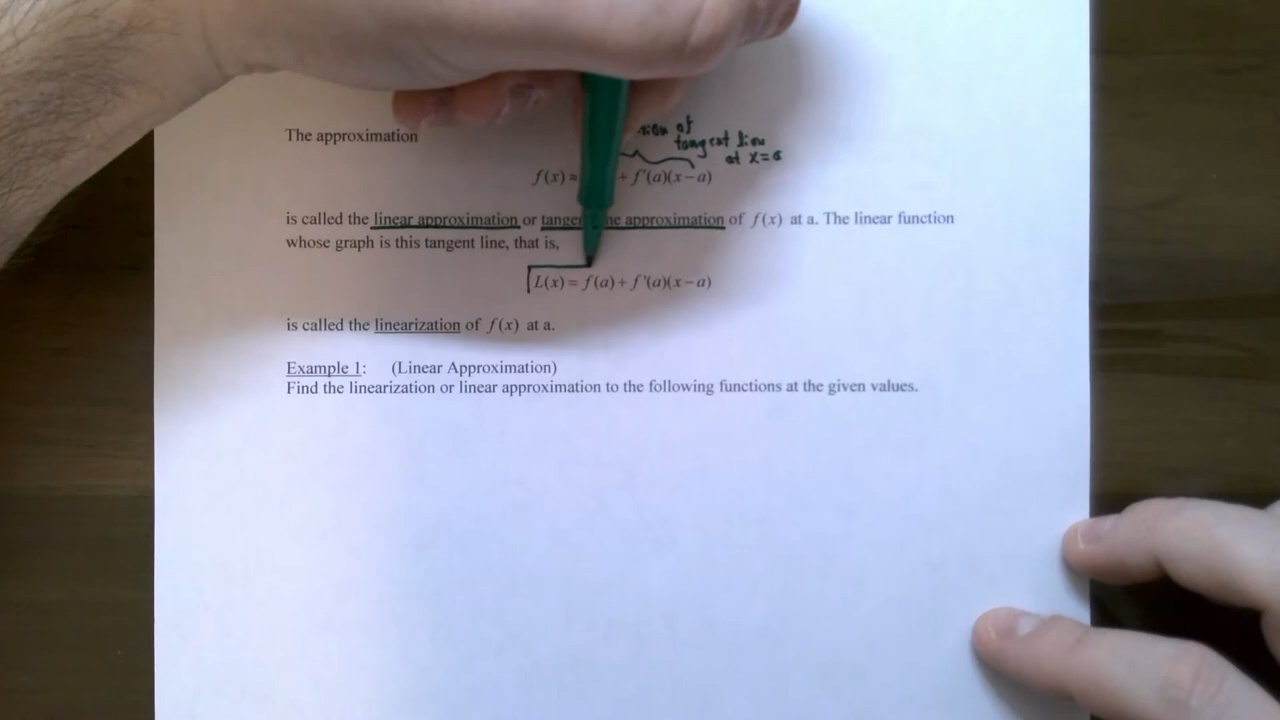 The approximation
of
tangent line
at x=a
f(x) ≈ + f'(a)(x−a)
is called the linear approximation or approximation of f(x) at a. The linear function
whose graph is this tangent line, that is,
L(x) = f(a) + f'(a)(x−a)
is called the linearization of f(x) at a.
Example 1: (Linear Approximation)
Find the linearization or linear approximation to the following functions at the given values.